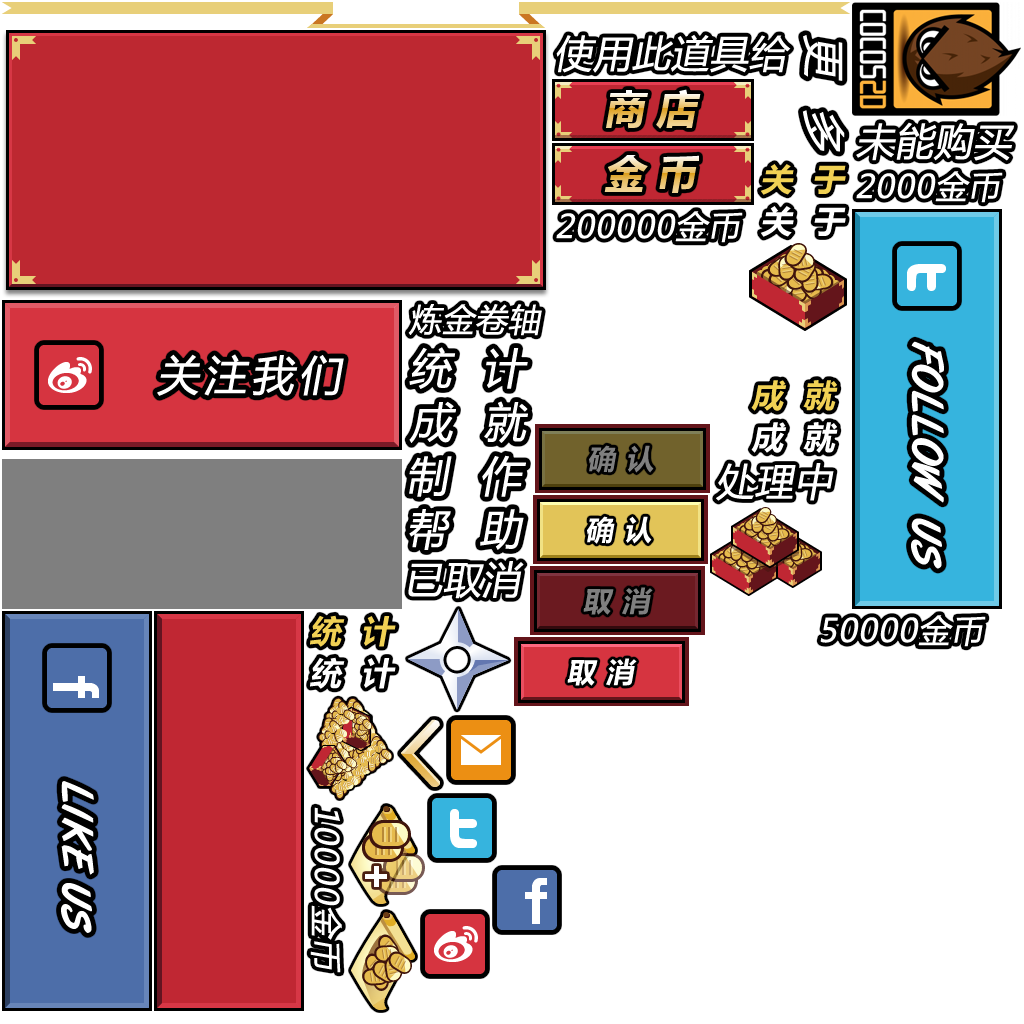 使用此道具给
更多
COCOS2D
商店
金币
200000金币
关于
关于
未能购买
2000金币
关注我们
炼金卷轴
统计
成就
制作
帮助
已取消
成就
成就
处理中
确认
确认
取消
取消
FOLLOW US
50000金币
统计
统计
LIKE US
10000金币